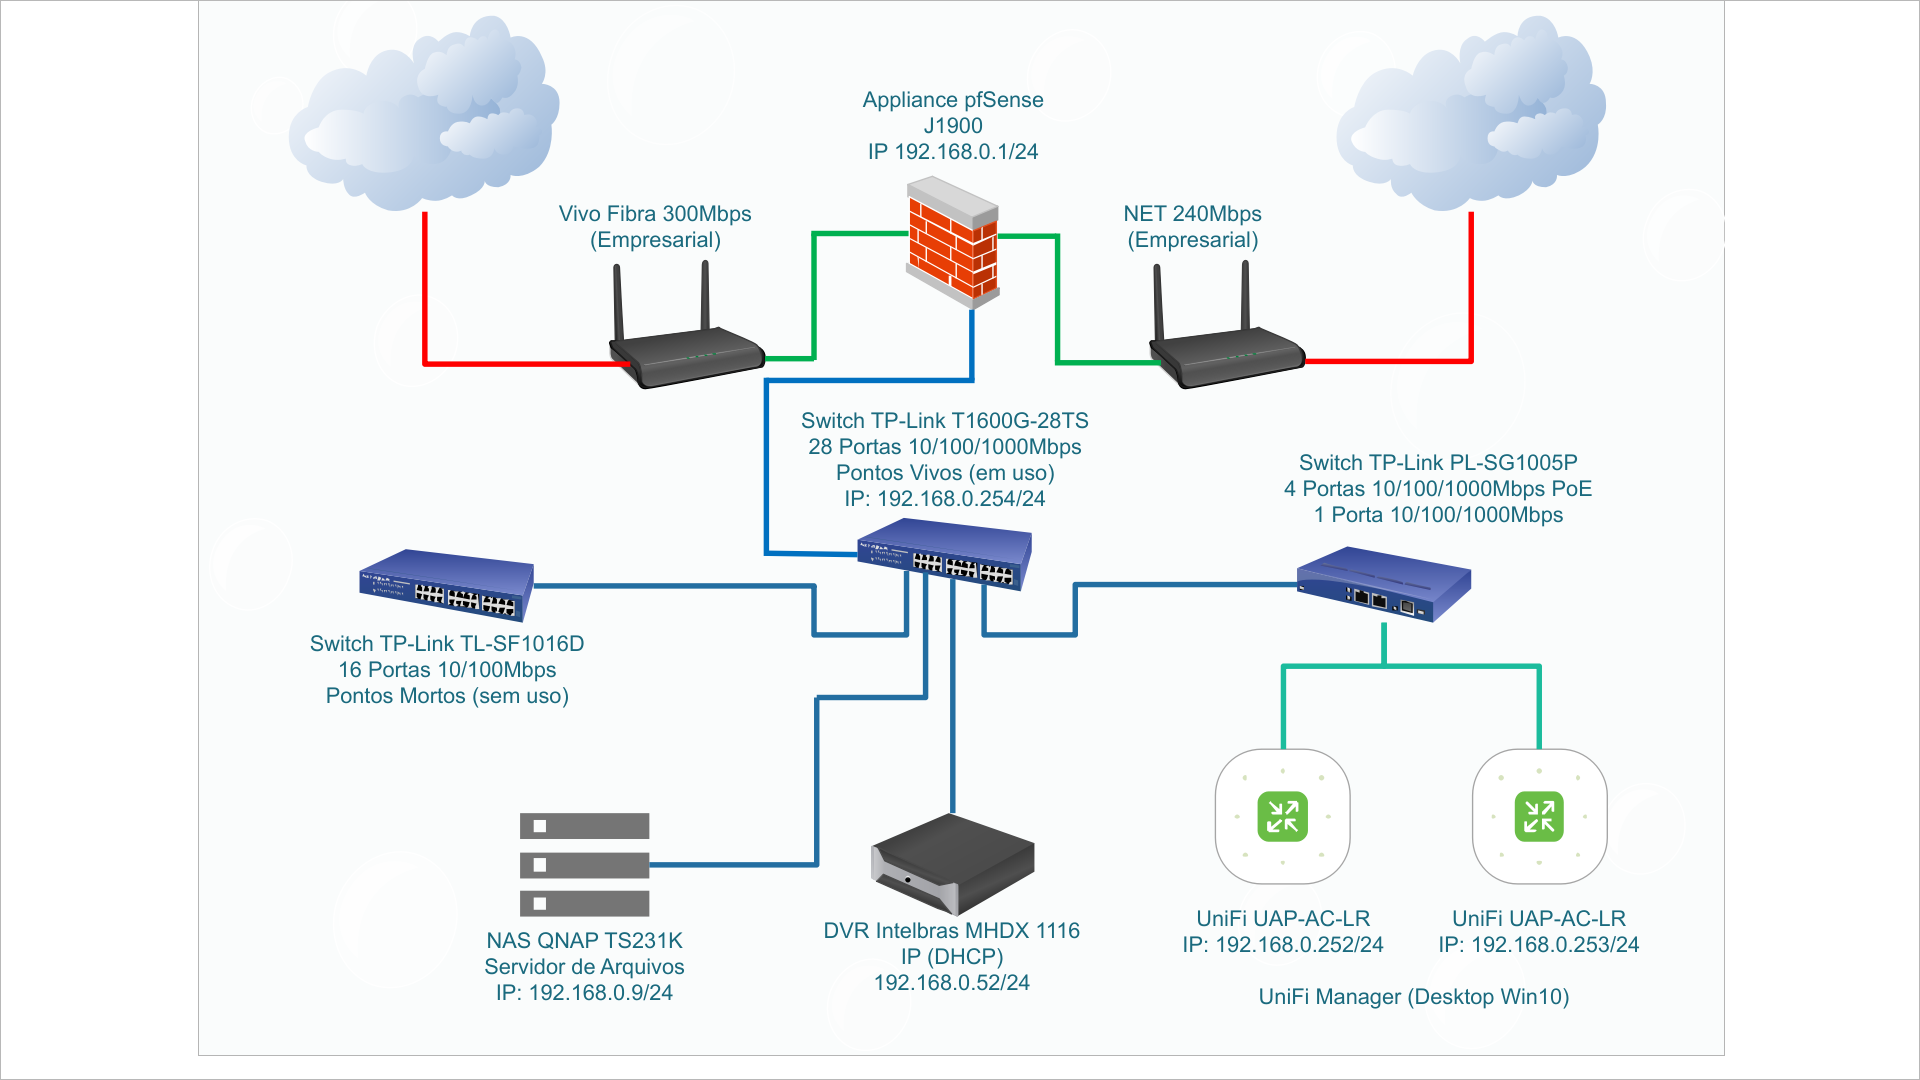 Appliance pfSense
J1900
IP 192.168.0.1/24
Vivo Fibra 300Mbps
(Empresarial)
NET 240Mbps
(Empresarial)
Switch TP-Link T1600G-28TS
28 Portas 10/100/1000Mbps
Pontos Vivos (em uso)
IP: 192.168.0.254/24
Switch TP-Link PL-SG1005P
4 Portas 10/100/1000Mbps PoE
1 Porta 10/100/1000Mbps
Switch TP-Link TL-SF1016D
16 Portas 10/100Mbps
Pontos Mortos (sem uso)
NAS QNAP TS231K
Servidor de Arquivos
IP: 192.168.0.9/24
DVR Intelbras MHDX 1116
IP (DHCP)
192.168.0.52/24
UniFi UAP-AC-LR
IP: 192.168.0.252/24
UniFi UAP-AC-LR
IP: 192.168.0.253/24
UniFi Manager (Desktop Win10)